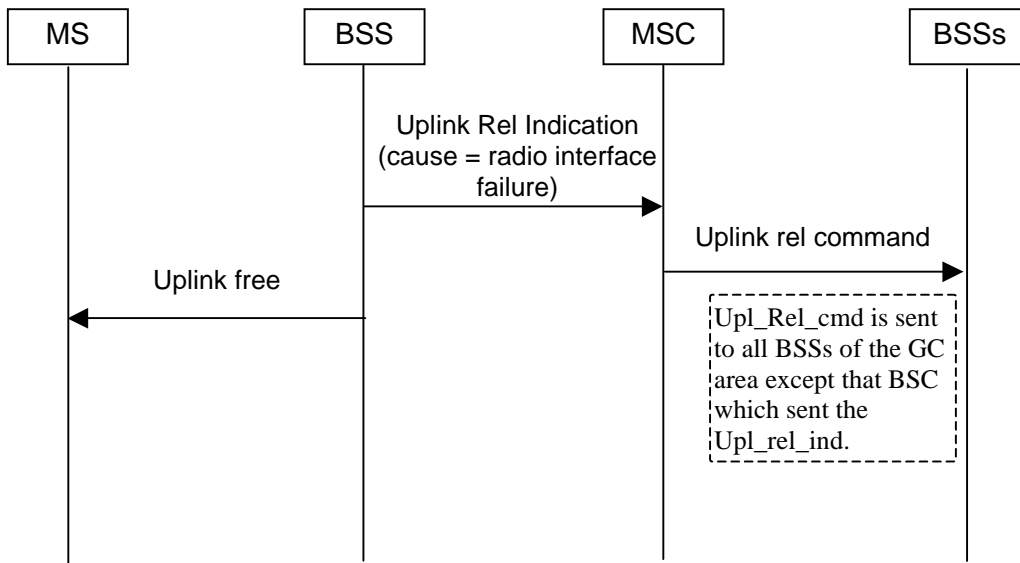 MS
BSS
MSC
BSSs
Uplink Rel Indication
(cause = radio interface
failure)
Uplink rel command
Uplink free
Upl_Rel_cmd is sent
to all BSSs of the GC
area except that BSC
which sent the
Upl_rel_ind.